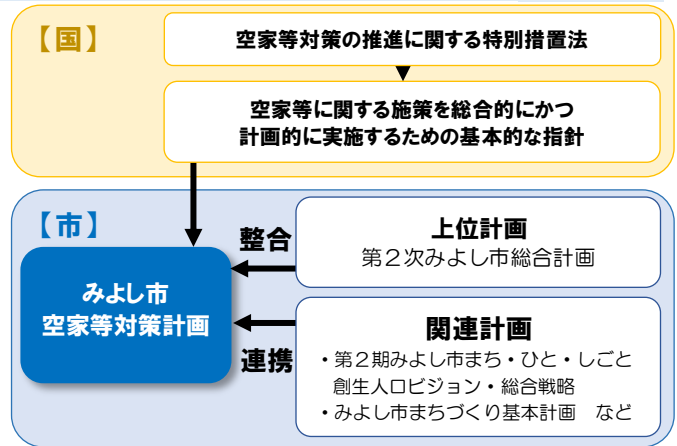 【国】
空家等対策の推進に関する特別措置法
空家等に関する施策を総合的にかつ
計画的に実施するための基本的な指針
【市】
みよし市
空家等対策計画
整合
上位計画
第２次みよし市総合計画
連携
関連計画
・第２期みよし市まち・ひと・しごと
創生人口ビジョン・総合戦略
・みよし市まちづくり基本計画　など